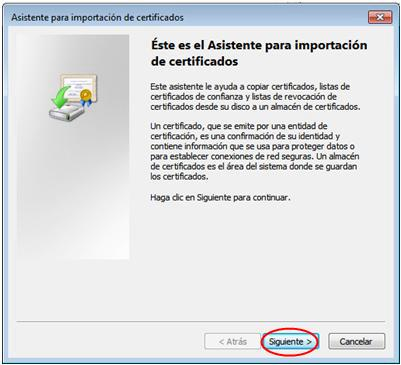 Asistente para importación de certificados
Éste es el Asistente para importación
de certificados
Este asistente le ayuda a copiar certificados, listas de
certificados de confianza y listas de revocación de
certificados desde su disco a un almacén de certificados.
Un certificado, que se emite por una entidad de
certificación, es una confirmación de su identidad y
contiene información que se usa para proteger datos o
para establecer conexiones de red seguras. Un almacén
de certificados es el área del sistema donde se guardan
los certificados.
Haga clic en Siguiente para continuar.
< Atrás
Siguiente >
Cancelar